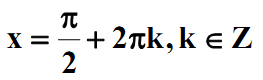 x = π/2 + 2πk, k ∈ Z